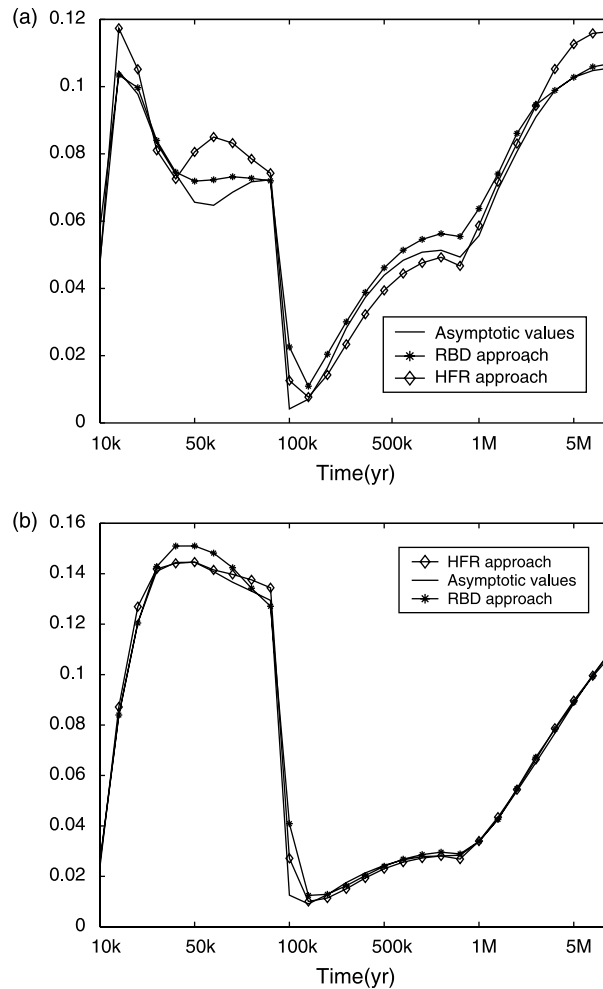 (a)
0.12
0.1
0.08
0.06
0.04
0.02
0
Asymptotic values
RBD approach
HFR approach
10k 50k 100k 500k 1M 5M
Time(yr)
(b)
0.16
0.14
0.12
0.1
0.08
0.06
0.04
0.02
0
HFR approach
Asymptotic values
RBD approach
10k 50k 100k 500k 1M 5M
Time(yr)